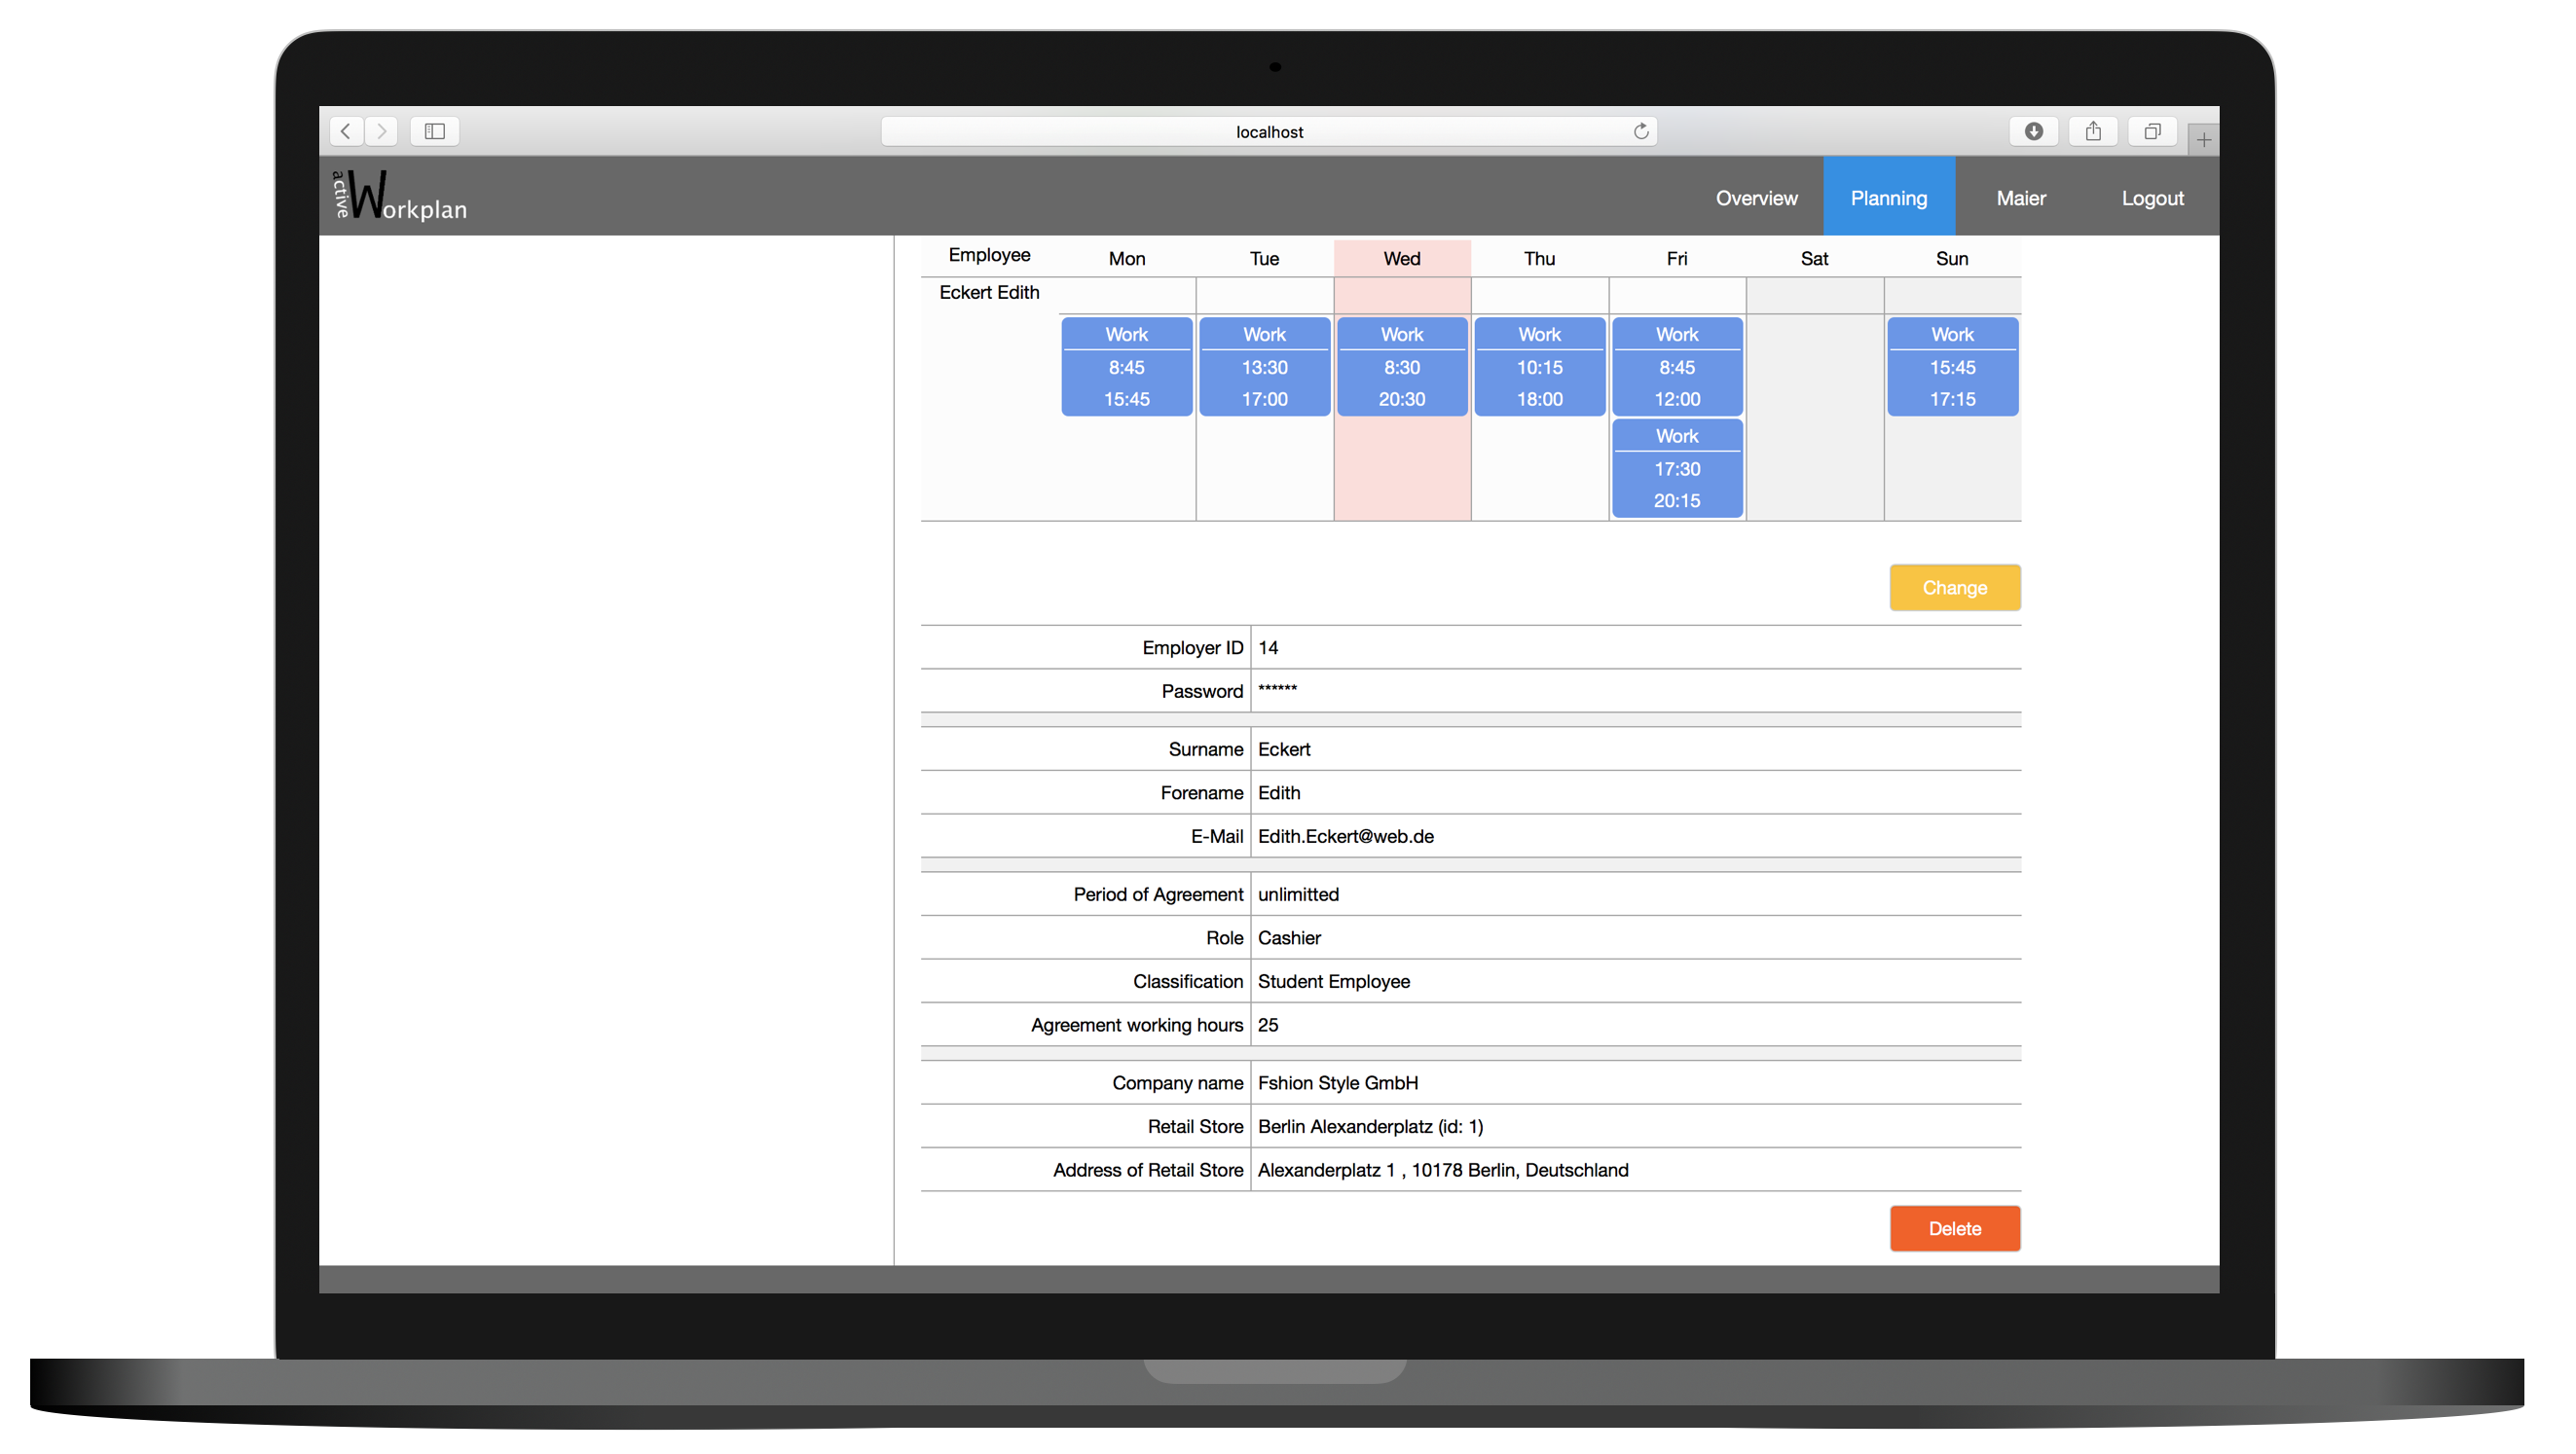 localhost
active Workplan
Overview Planning Maier Logout
Employee Mon Tue Wed Thu Fri Sat Sun
Eckert Edith
Work Work Work Work Work Work
8:45 13:30 8:30 10:15 8:45 15:45
15:45 17:00 20:30 18:00 12:00 17:15
Work
17:30
20:15
Change
Employer ID 14
Password ******
Surname Eckert
Forename Edith
E-Mail Edith.Eckert@web.de
Period of Agreement unlimitted
Role Cashier
Classification Student Employee
Agreement working hours 25
Company name Fshion Style GmbH
Retail Store Berlin Alexanderplatz (id: 1)
Address of Retail Store Alexanderplatz 1 , 10178 Berlin, Deutschland
Delete